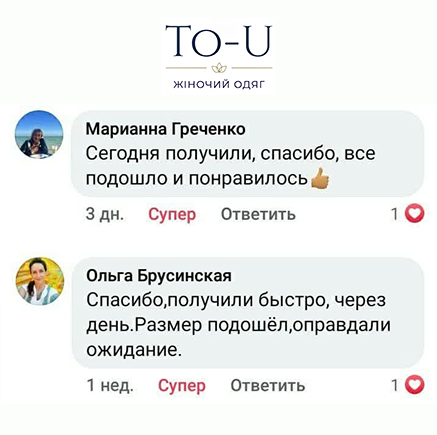 To-U
ЖІНОЧИЙ ОДЯГ
Марианна Греченко
Сегодня получили, спасибо, все
подошло и понравилось👍🏽
3 дн. Супер Ответить 1
Ольга Брусинская
Спасибо,получили быстро, через
день.Размер подошёл,оправдали
ожидание.
1 нед. Супер Ответить 1